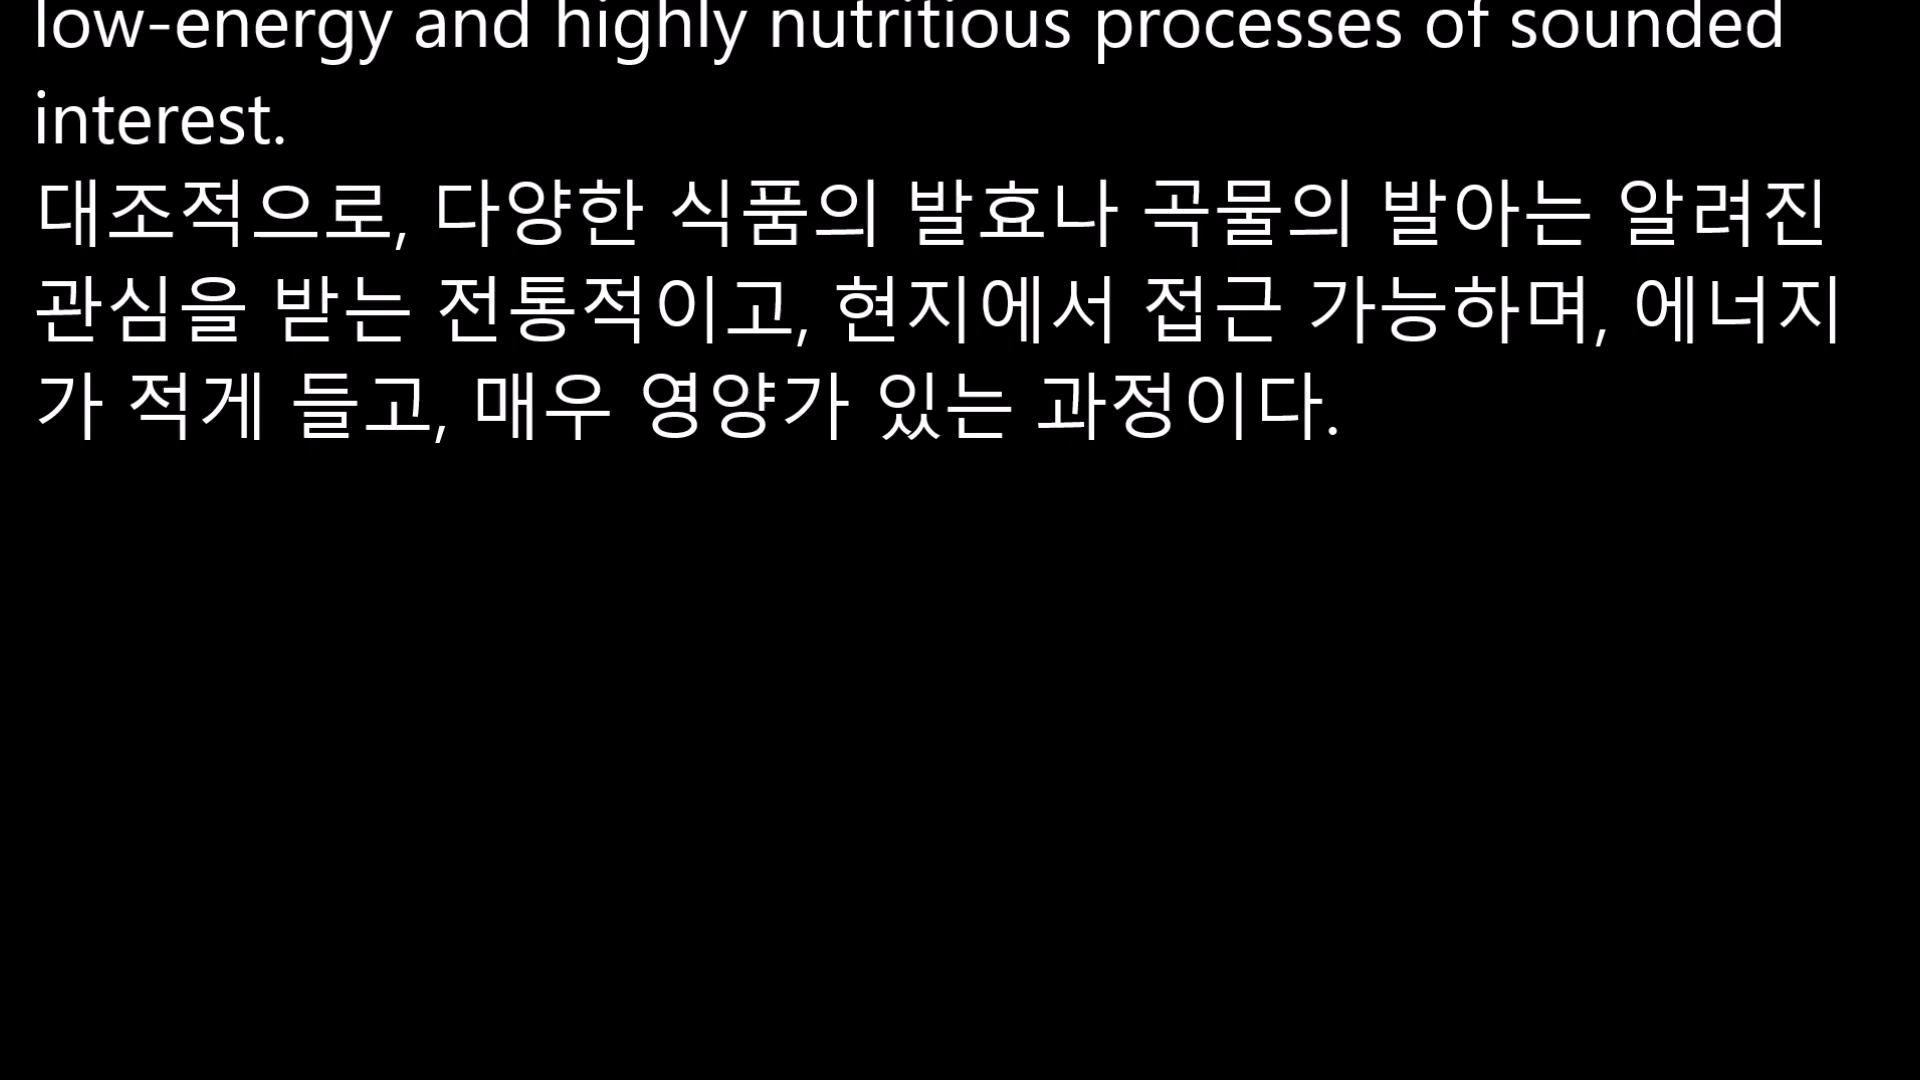 low-energy and highly nutritious processes of sounded
interest.
대조적으로, 다양한 식품의 발효나 곡물의 발아는 알려진
관심을 받는 전통적이고, 현지에서 접근 가능하며, 에너지
가 적게 들고, 매우 영양가 있는 과정이다.